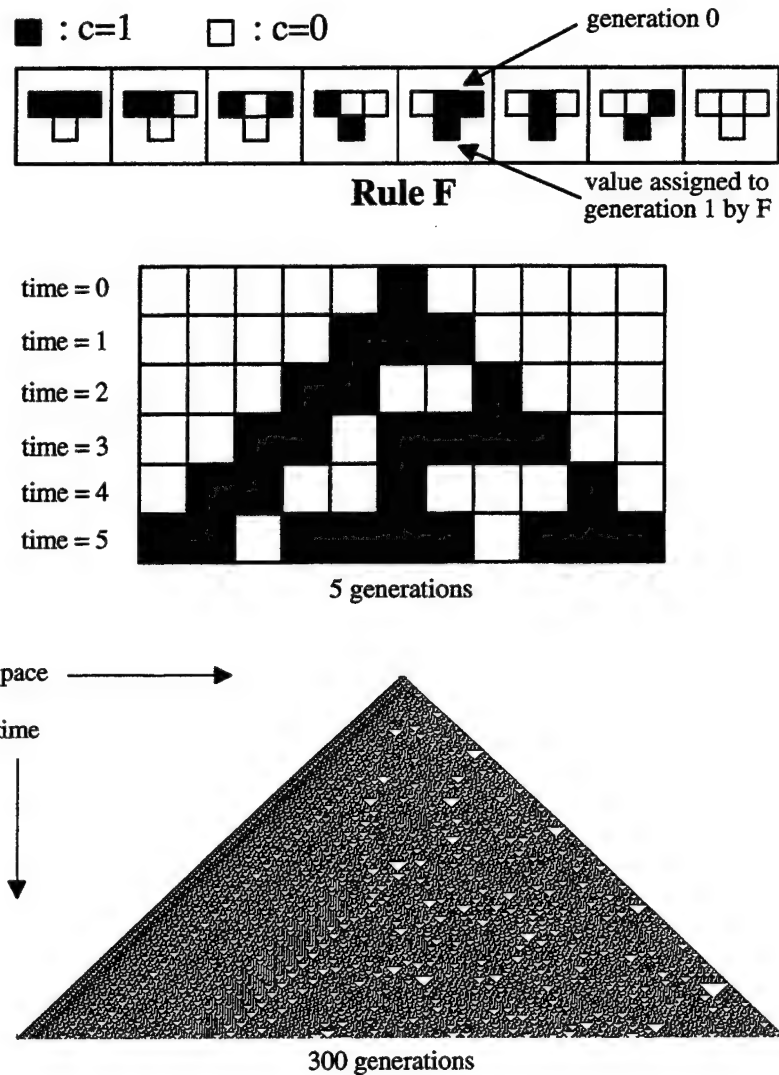 : c=1 : c=0
generation 0
Rule F
value assigned to
generation 1 by F
time = 0
time = 1
time = 2
time = 3
time = 4
time = 5
5 generations
pace
time
300 generations